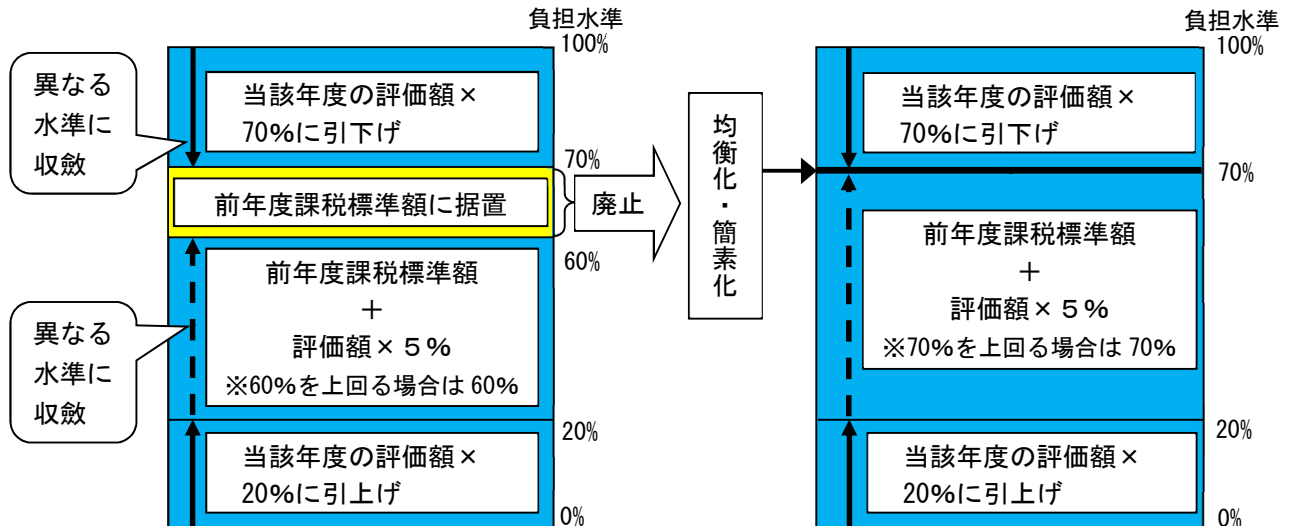 負担水準
100%
異なる
水準に
収斂
当該年度の評価額×
70%に引下げ
70%
前年度課税標準額に据置
廃止
60%
前年度課税標準額
＋
評価額×５%
※60%を上回る場合は 60%
異なる
水準に
収斂
20%
当該年度の評価額×
20%に引上げ
0%
均衡化・簡素化
負担水準
100%
当該年度の評価額×
70%に引下げ
70%
前年度課税標準額
＋
評価額×５%
※70%を上回る場合は 70%
20%
当該年度の評価額×
20%に引上げ
0%